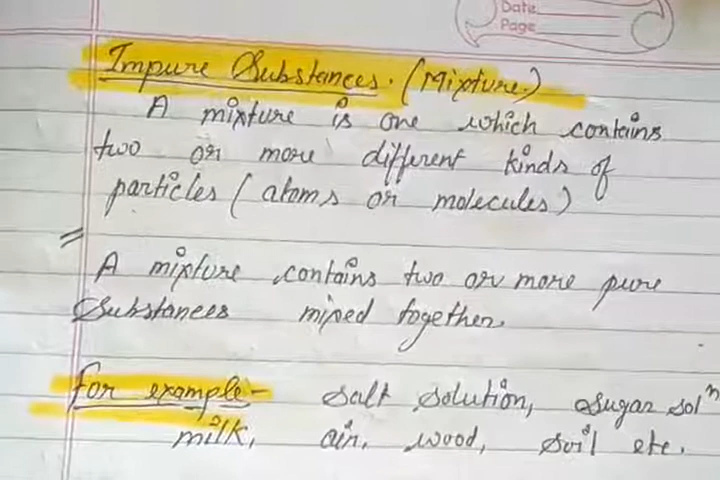 Date
Page
Impure Substances. (Mixture.)
A mixture is one which contains
two or more different kinds of
particles (atoms or molecules)
A mixture contains two or more pure
Substances mixed together.
For example- salt solution, sugar solⁿ
milk, air, wood, soil etc.